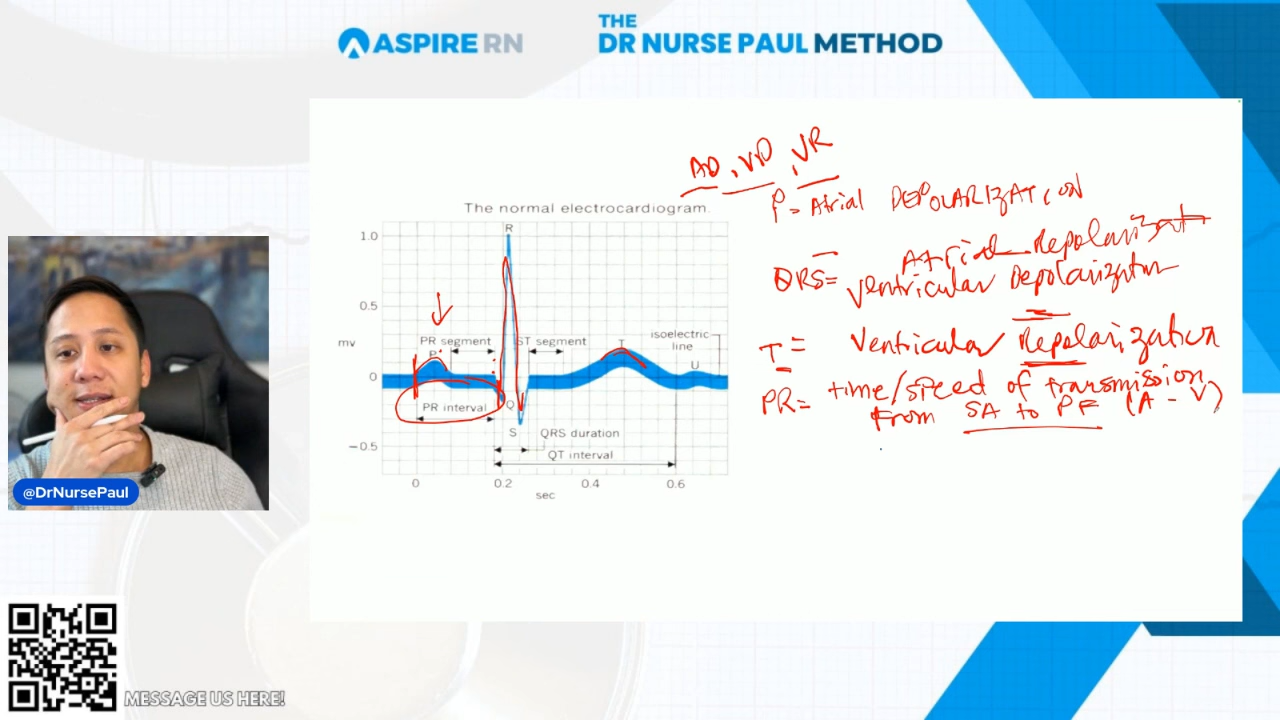 ASPIRE RN
THE
DR NURSE PAUL METHOD
AD, VD, VR
P = Atrial DEPOLARIZATION
Atrial Repolarizat
QRS= ventricular Depolarization
T = Ventricular Repolarization
PR= time/speed of transmission
from SA to PF (A - V)
The normal electrocardiogram.
R
1.0
0.5
mv
0
−0.5
PR segment
P
ST segment
T
isoelectric
line
U
PR interval
Q
S
QRS duration
QT interval
0
0.2
0.4
0.6
sec
@DrNursePaul
MESSAGE US HERE!